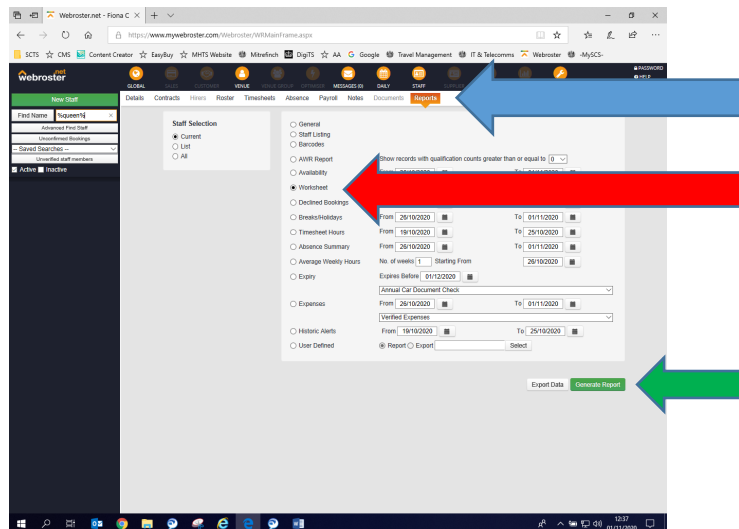 Webroster.net - Fiona C
https://www.mywebroster.com/Webroster/WRMainFrame.aspx
SCTS CMS Content Creator EasyBuy MHTS Website Mitrefinch DigiTS AA Google Travel Management IT & Telecomms Webroster -MySCS-
webroster .net
GLOBAL SALES CUSTOMER VENUE VENUE GROUP MESSAGES (0) DAILY STAFF
PASSWORD
HELP
New Staff
Details Contracts Hirers Roster Timesheets Absence Payroll Notes Documents Reports
Find Name %queen%
Advanced Find Staff
Unconfirmed Bookings
-- Saved Searches --
Unverified staff members
Active Inactive
Staff Selection
Current
List
All
General
Staff Listing
Barcodes
AWR Report Show records with qualification counts greater than or equal to 0
Availability
Worksheet
Declined Bookings
Breaks/Holidays From 26/10/2020 To 01/11/2020
Timesheet Hours From 19/10/2020 To 25/10/2020
Absence Summary From 26/10/2020 To 01/11/2020
Average Weekly Hours No. of weeks 1 Starting From 26/10/2020
Expiry Expires Before 01/12/2020
Annual Car Document Check
Expenses From 26/10/2020 To 01/11/2020
Verified Expenses
Historic Alerts From 19/10/2020 To 25/10/2020
User Defined Report Export Select
Export Data Generate Report
12:37
01/11/2020